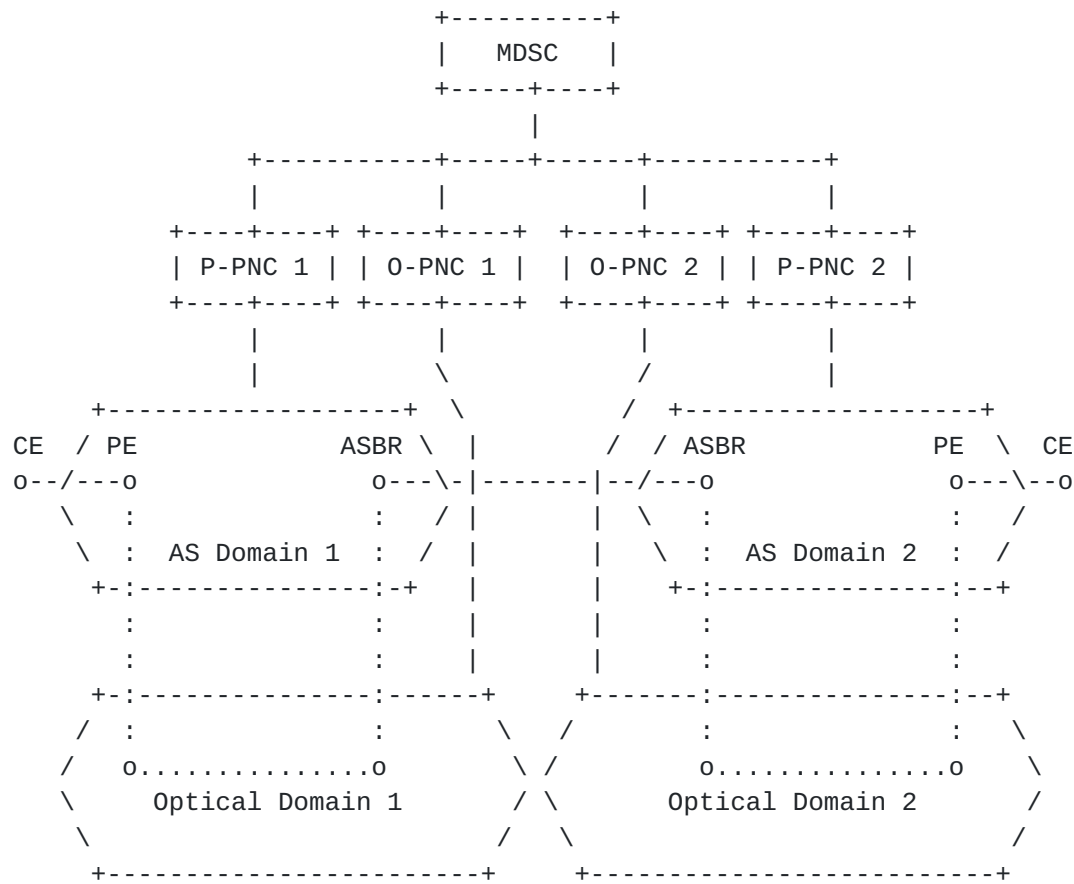 MDSC
P-PNC 1 O-PNC 1 O-PNC 2 P-PNC 2
CE PE ASBR ASBR PE CE
AS Domain 1 AS Domain 2
Optical Domain 1 Optical Domain 2